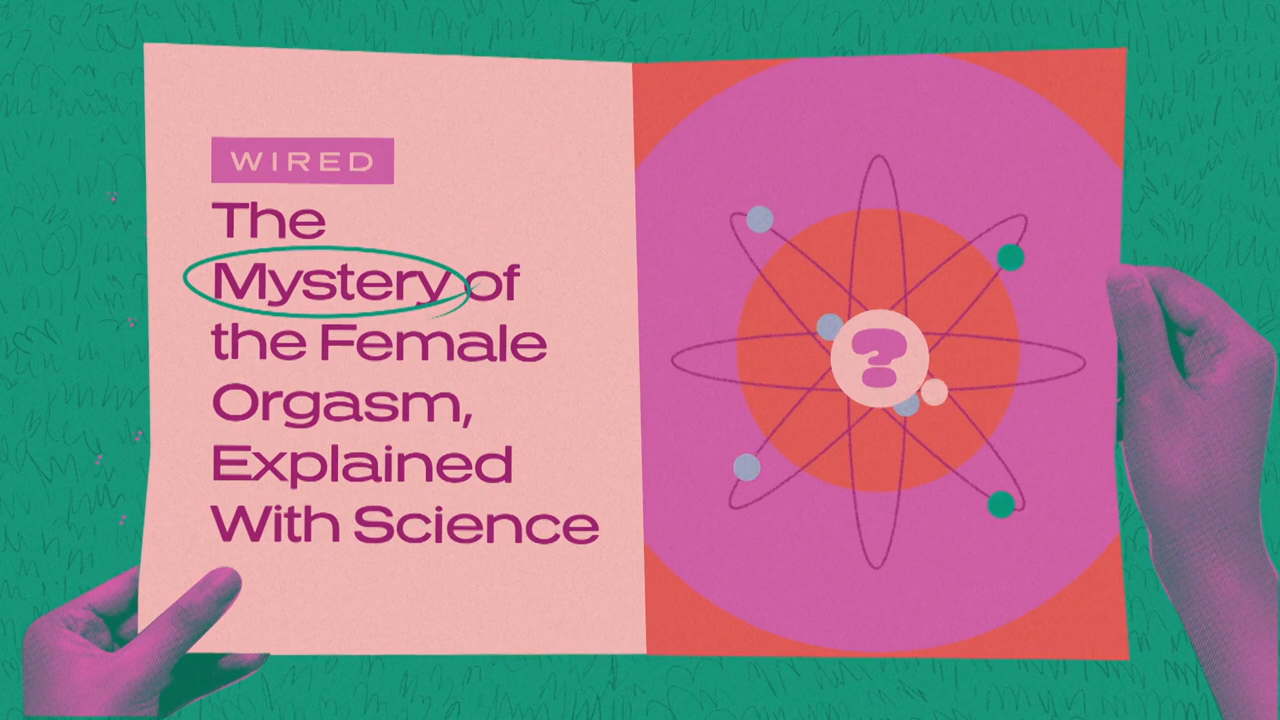 WIRED
The
Mystery of
the Female
Orgasm,
Explained
With Science
?